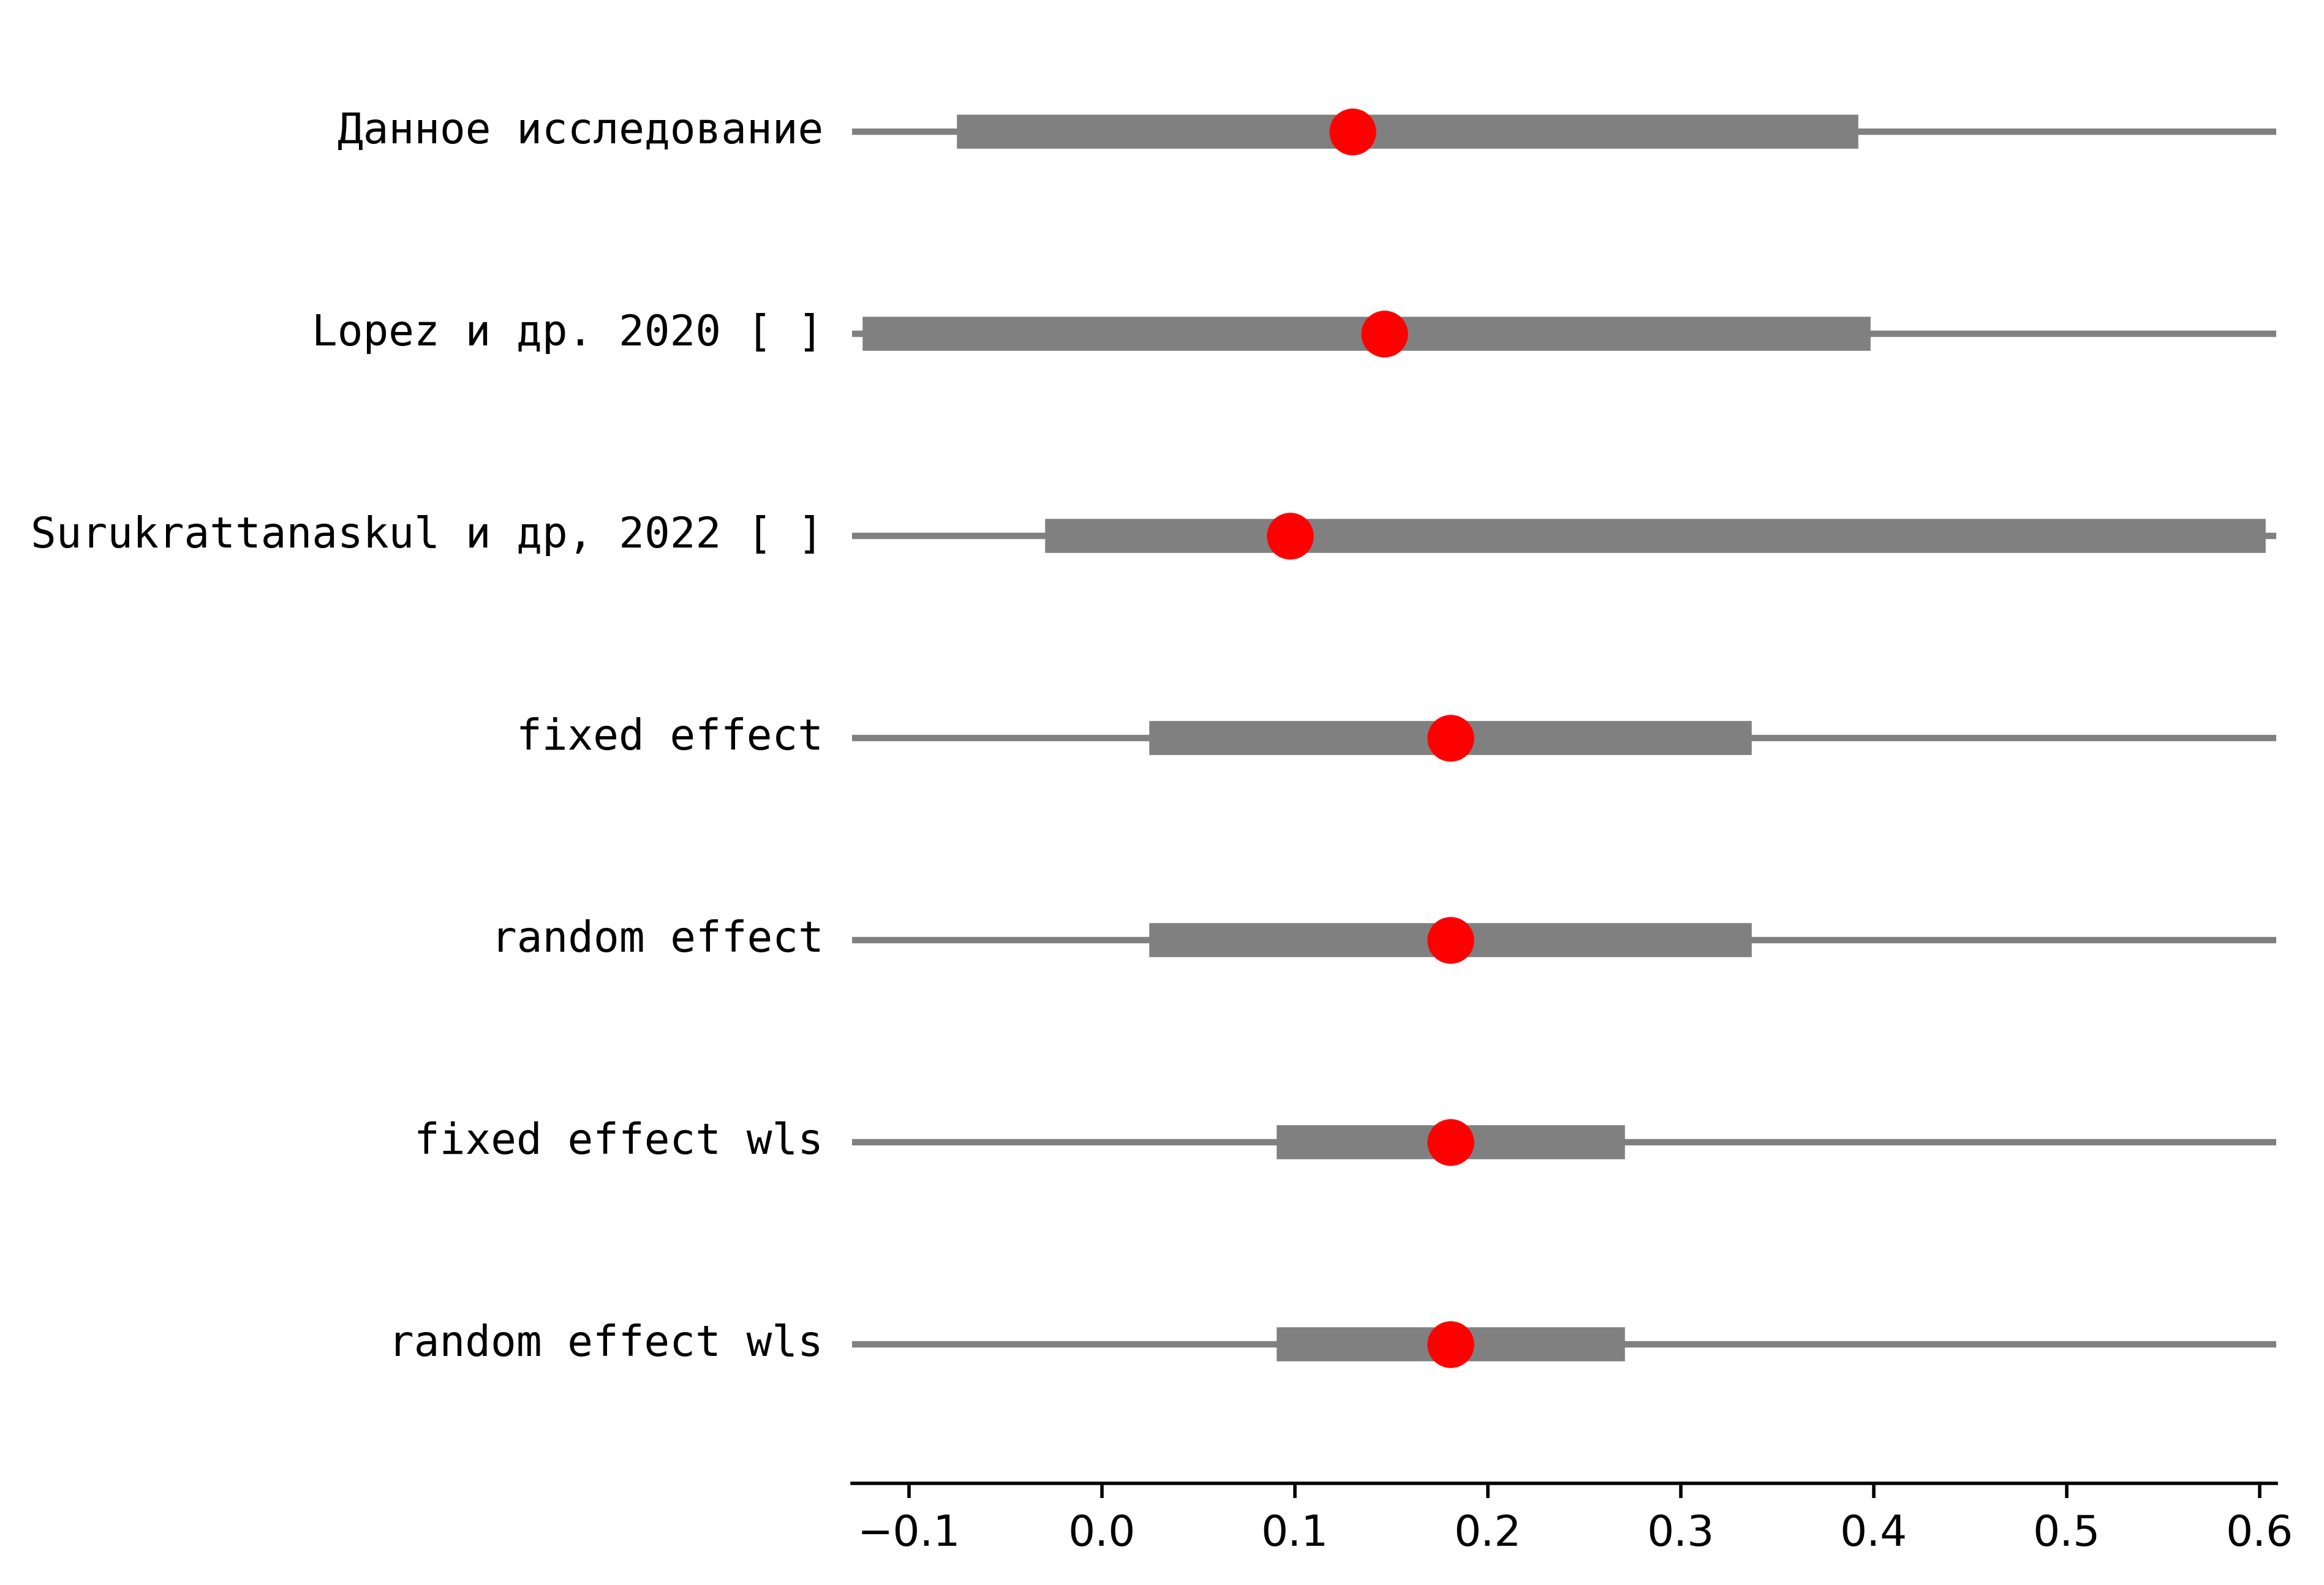 Данное исследование
Lopez и др. 2020 [ ]
Surukrattanaskul и др, 2022 [ ]
fixed effect
random effect
fixed effect wls
random effect wls
−0.1 0.0 0.1 0.2 0.3 0.4 0.5 0.6